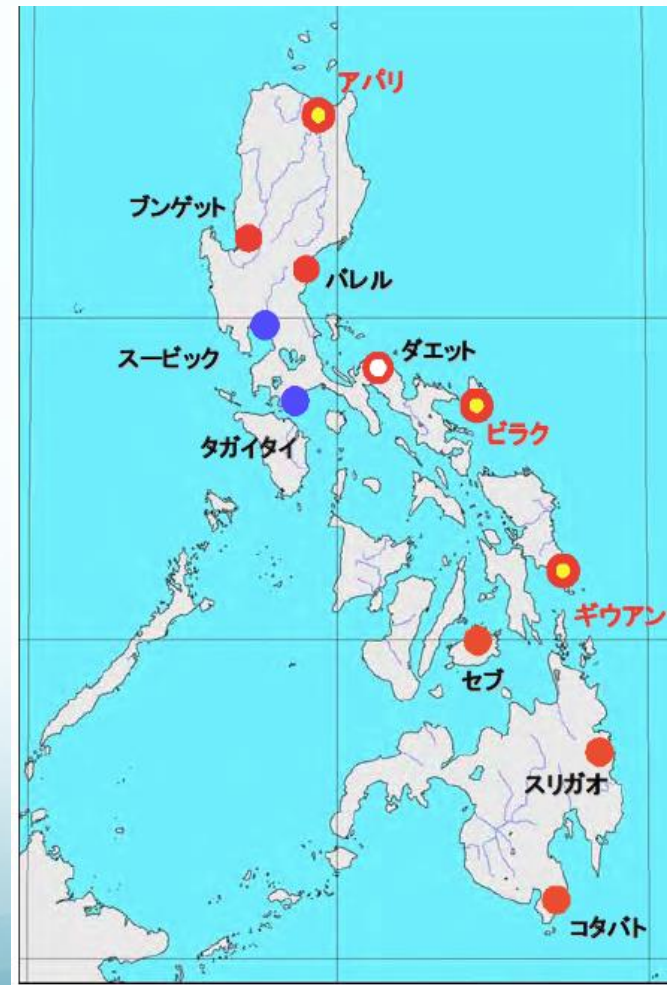 アパリ
ブンゲット
バレル
スービック
ダエット
ビラク
タガイタイ
ギウアン
セブ
スリガオ
コタバト